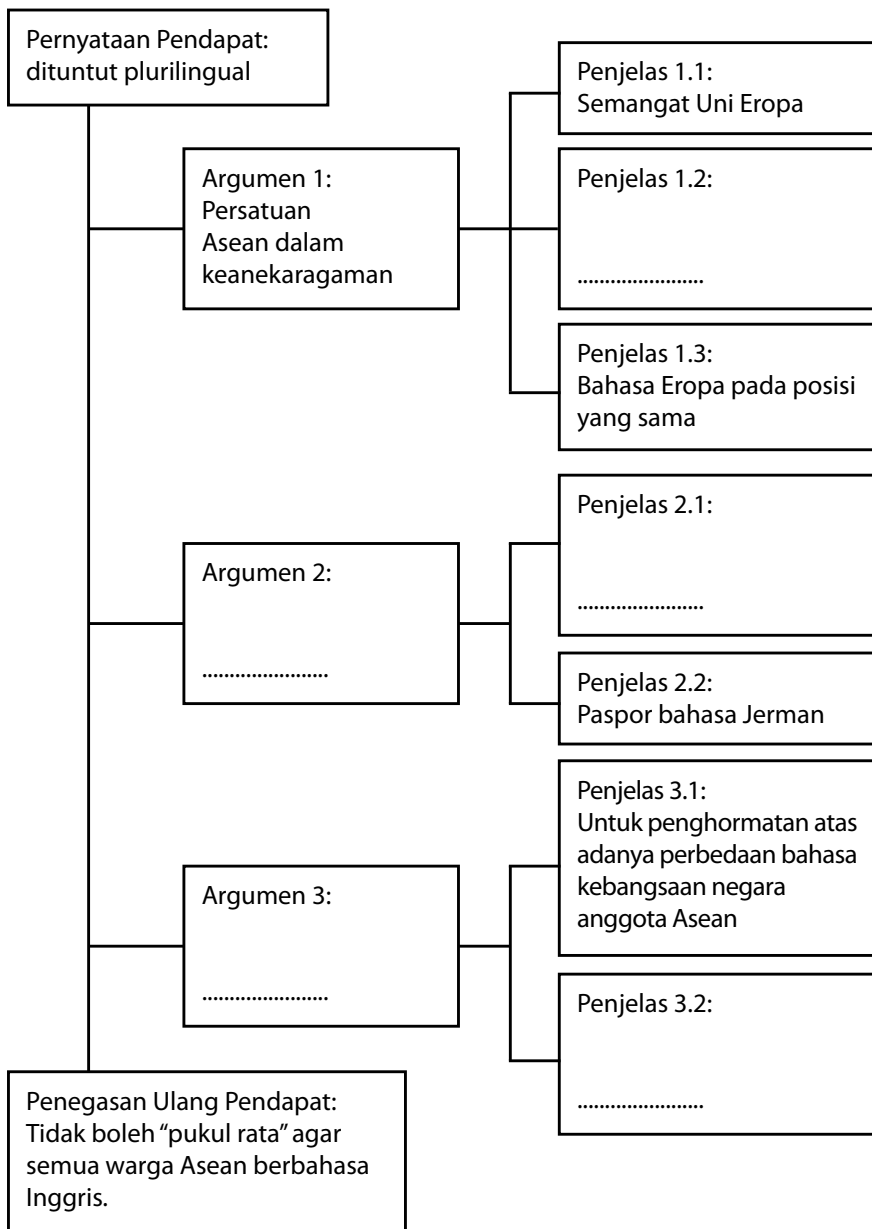 Pernyataan Pendapat:
dituntut plurilingual
Argumen 1:
Persatuan
Asean dalam
keanekaragaman
Penjelas 1.1:
Semangat Uni Eropa
Penjelas 1.2:
.......................
Penjelas 1.3:
Bahasa Eropa pada posisi
yang sama
Argumen 2:
.......................
Penjelas 2.1:
.......................
Penjelas 2.2:
Paspor bahasa Jerman
Argumen 3:
.......................
Penjelas 3.1:
Untuk penghormatan atas
adanya perbedaan bahasa
kebangsaan negara
anggota Asean
Penjelas 3.2:
.......................
Penegasan Ulang Pendapat:
Tidak boleh “pukul rata” agar
semua warga Asean berbahasa
Inggris.